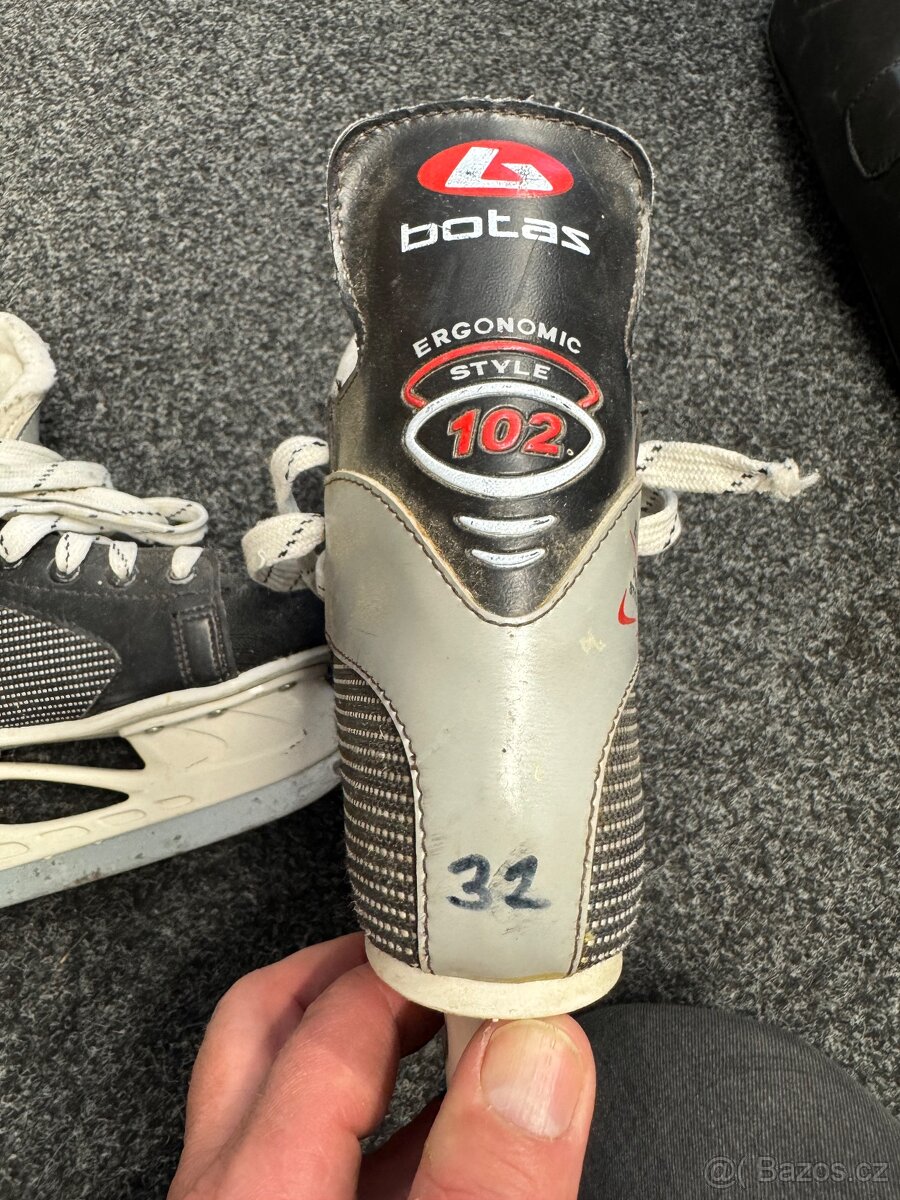 botas
ERGONOMIC
STYLE
102
32
@( Bazos.cz